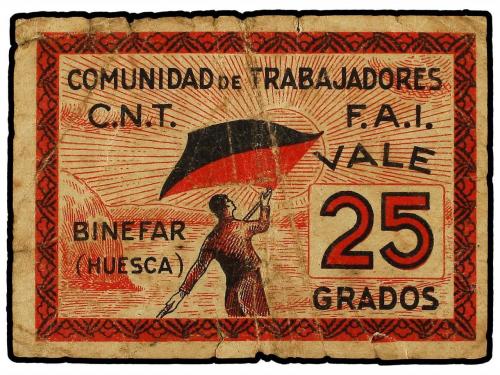 COMUNIDAD DE TRABAJADORES
C.N.T. F.A.I.
VALE
25
GRADOS
BINEFAR
(HUESCA)